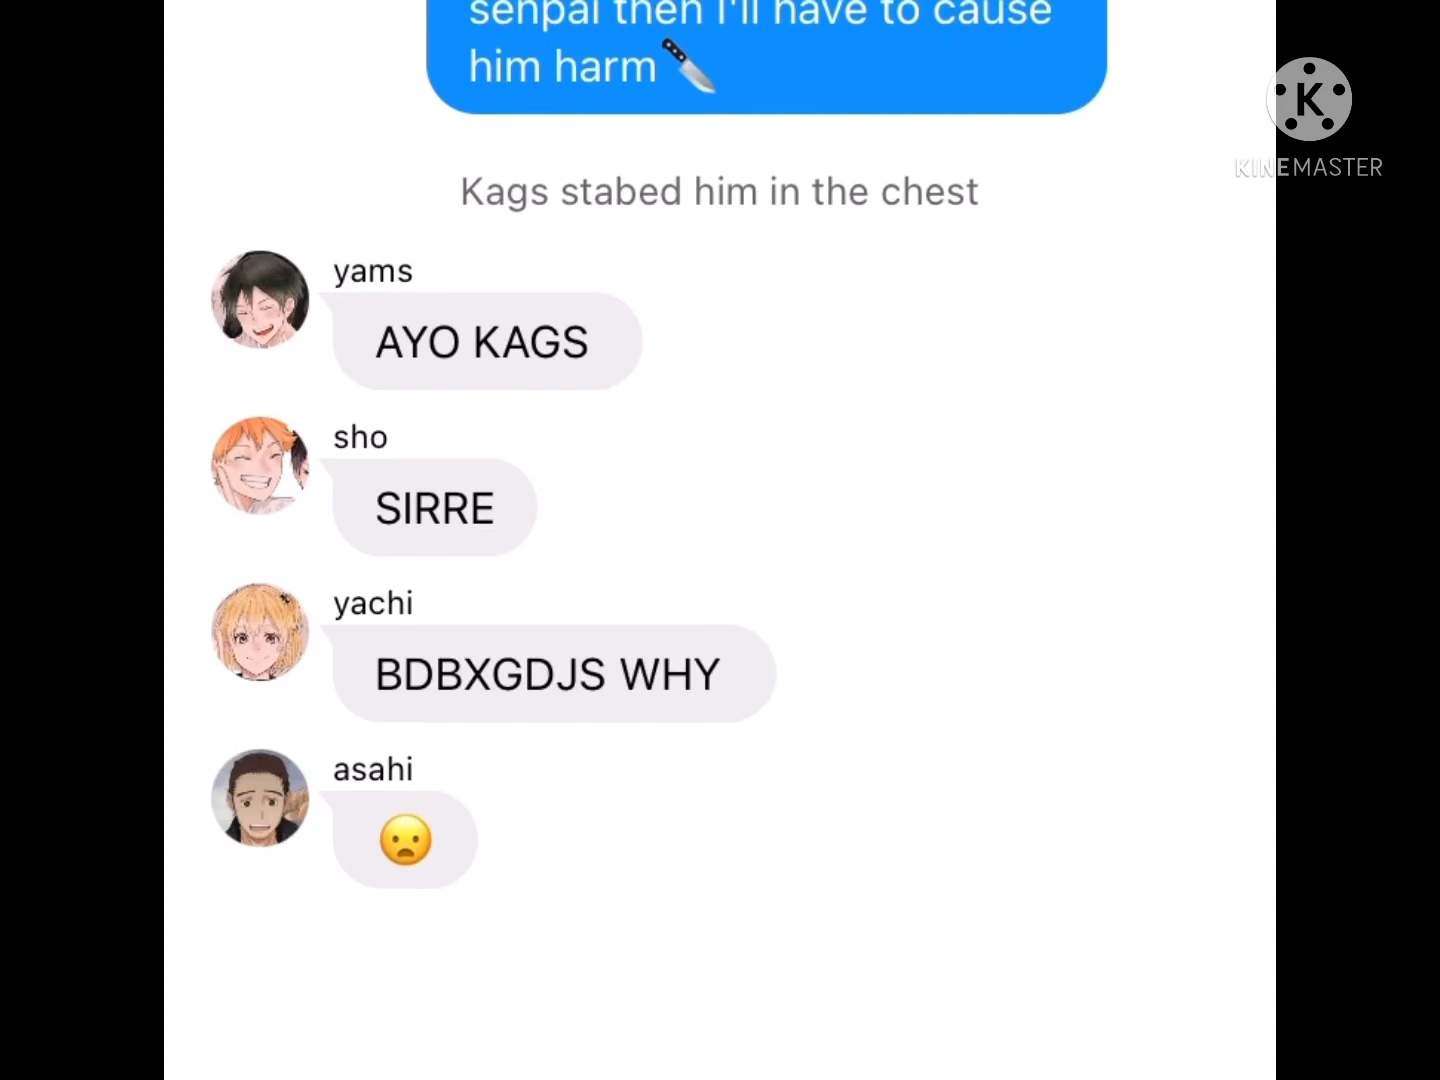 senpai then I'll have to cause
him harm🔪
K
KINEMASTER
Kags stabed him in the chest
yams
AYO KAGS
sho
SIRRE
yachi
BDBXGDJS WHY
asahi
😦